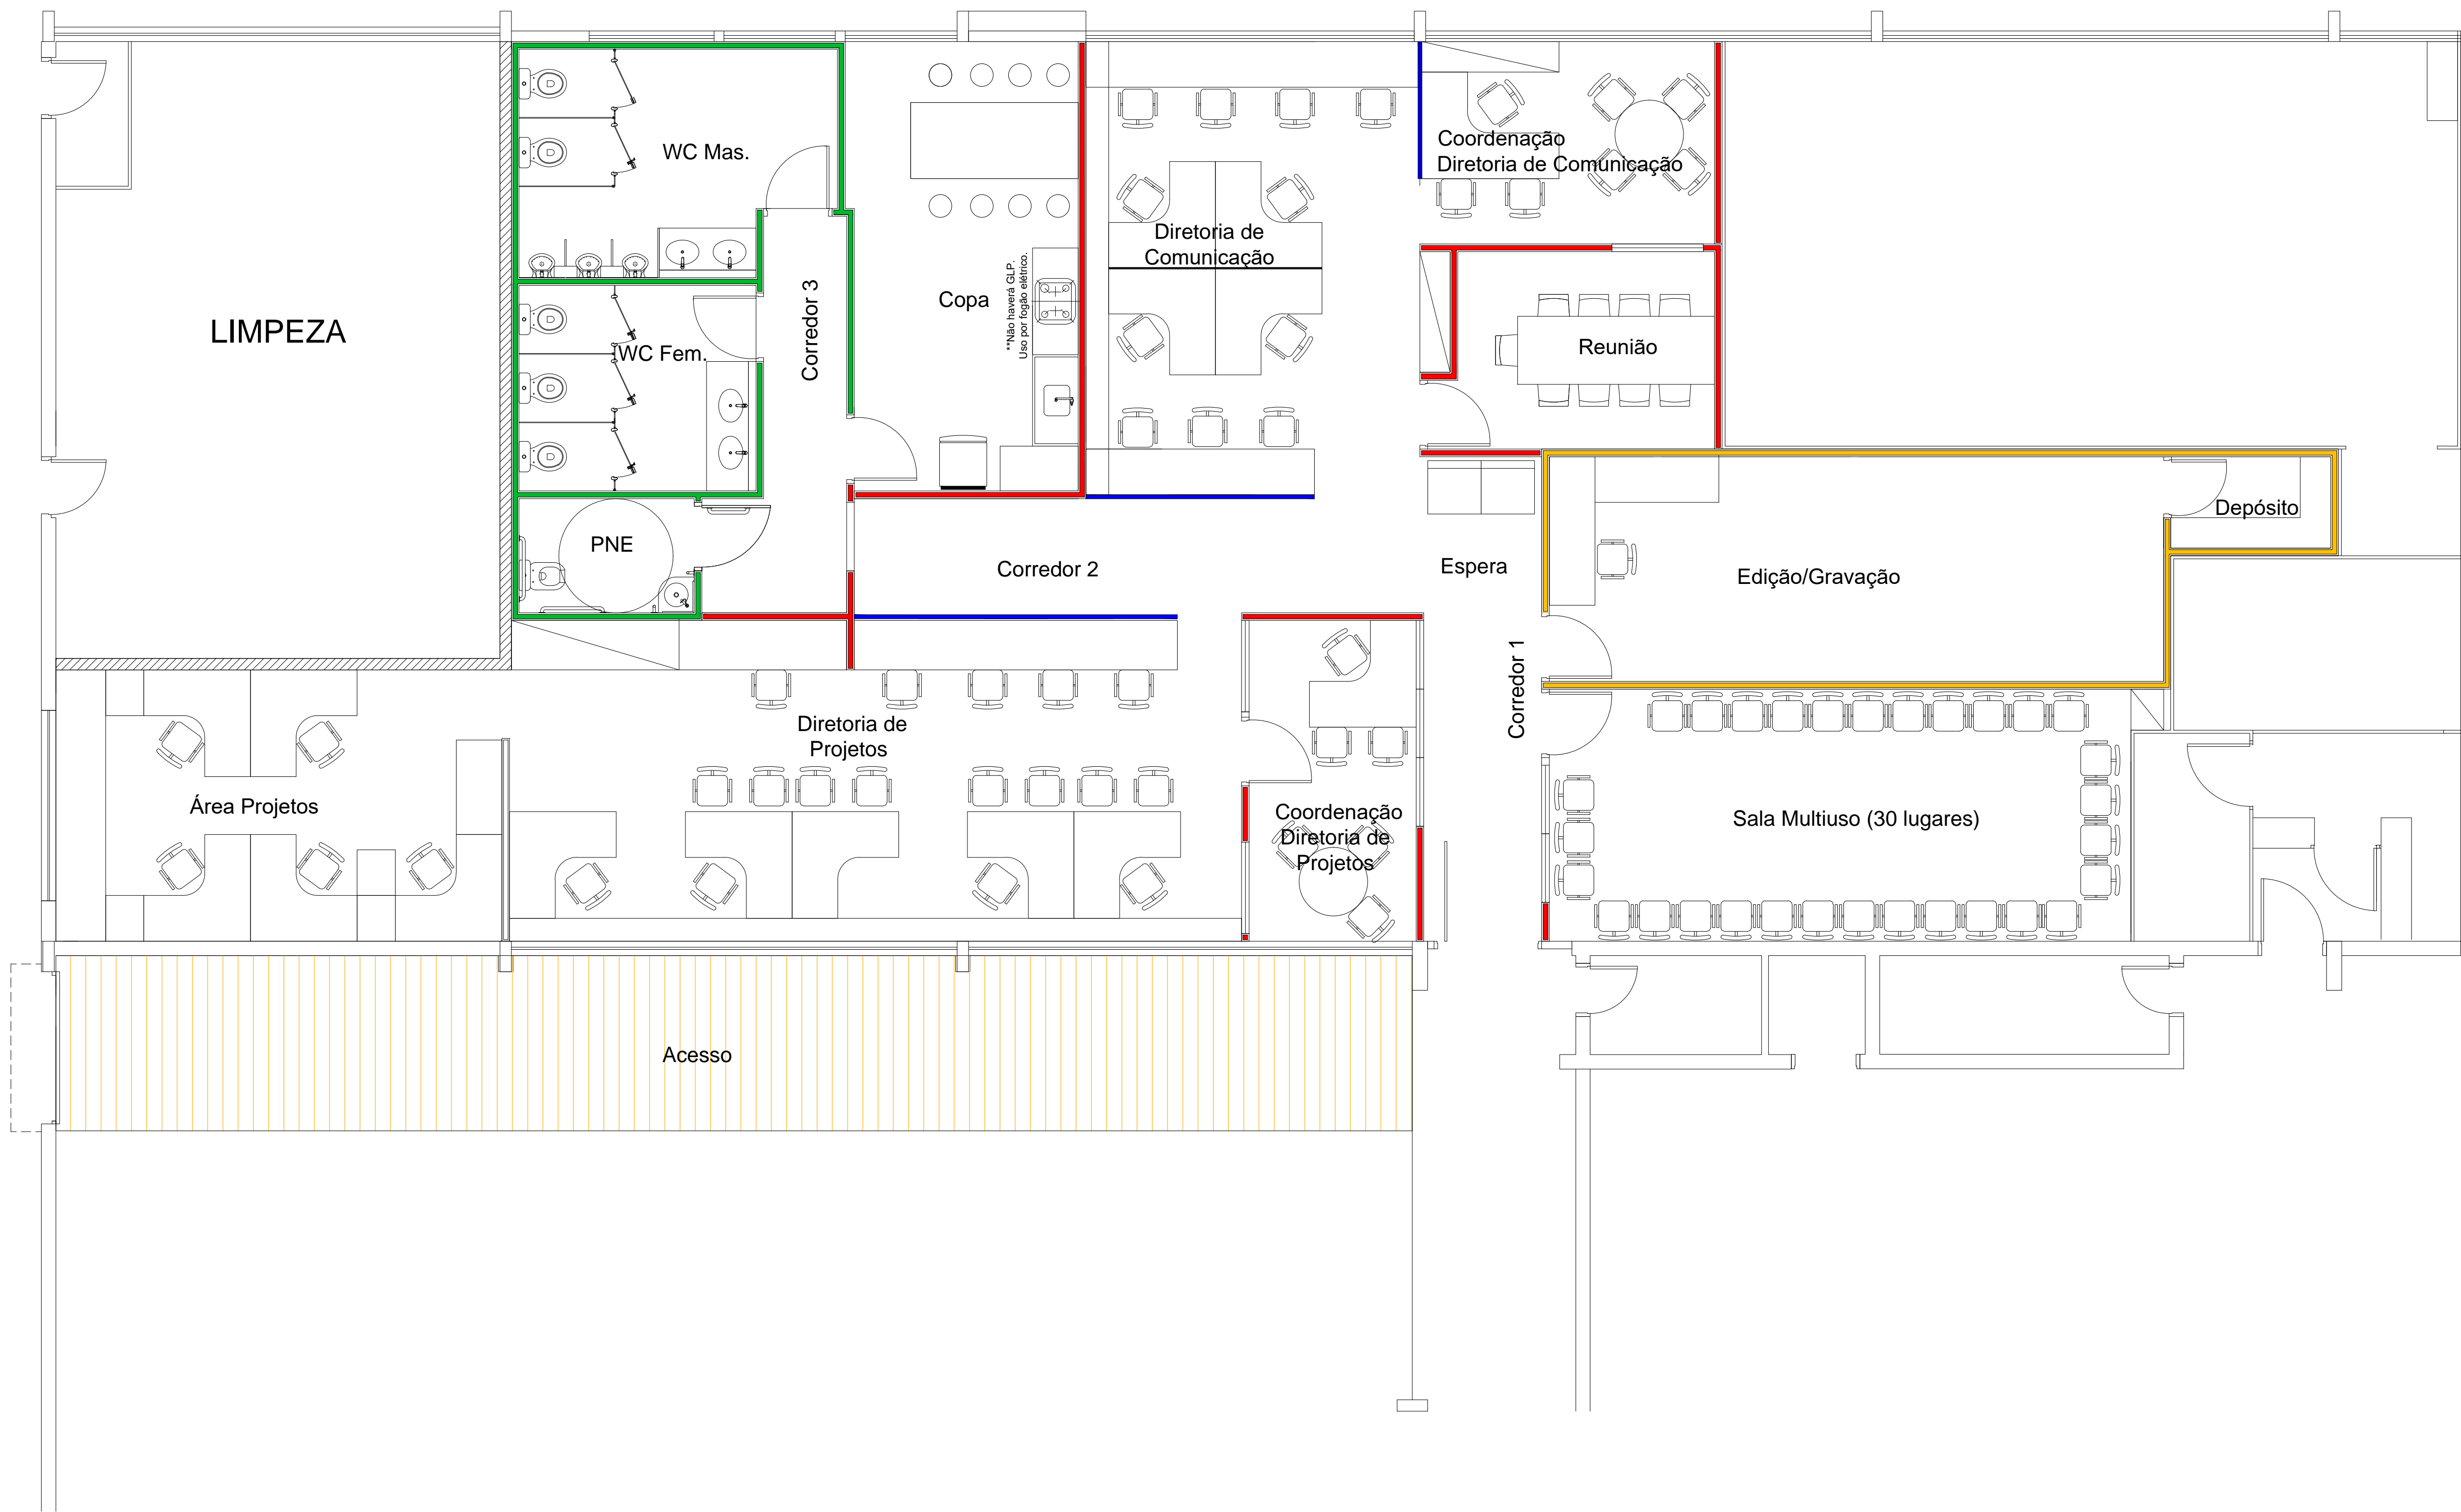 WC Mas.
Coordenação
Diretoria de Comunicação
Diretoria de
Comunicação
LIMPEZA
Corredor 3
Copa
**Não haverá GLP.
Uso por fogão elétrico.
Reunião
WC Fem.
Depósito
PNE
Corredor 2
Espera
Edição/Gravação
Corredor 1
Diretoria de
Projetos
Área Projetos
Coordenação
Diretoria de
Projetos
Sala Multiuso (30 lugares)
Acesso